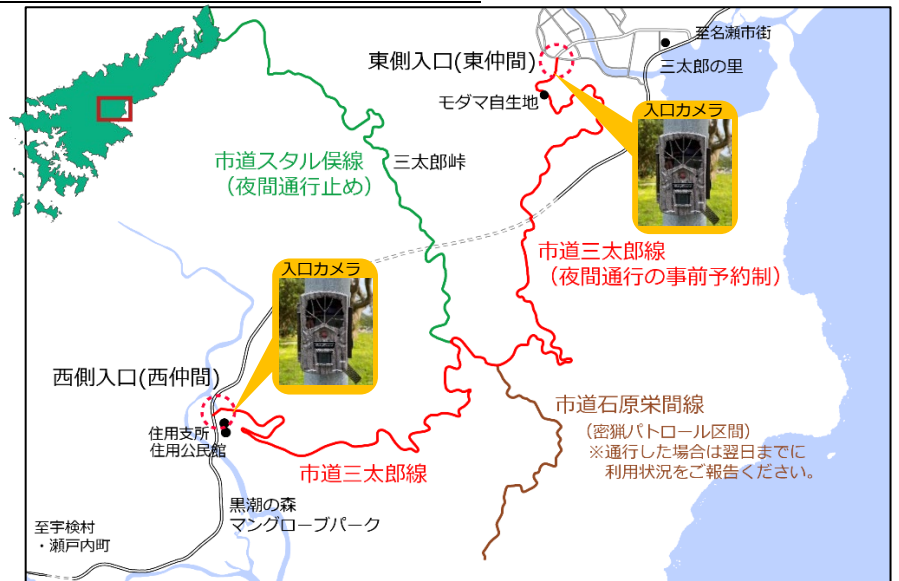 至名瀬市街
東側入口(東仲間)
三太郎の里
モダマ自生地
入口カメラ
市道スタル俣線
（夜間通行止め）
三太郎峠
市道三太郎線
（夜間通行の事前予約制）
入口カメラ
西側入口(西仲間)
住用支所
住用公民館
市道三太郎線
市道石原栄間線
（密猟パトロール区間）
※通行した場合は翌日までに
利用状況をご報告ください。
黒潮の森
マングローブパーク
至宇検村
・瀬戸内町